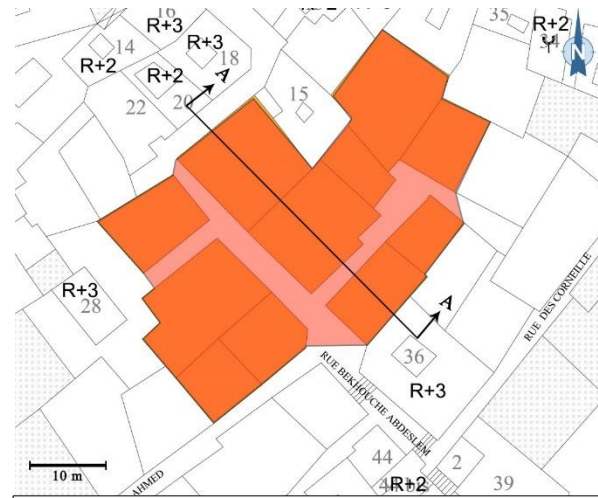 16
35
R+3
R+2
34
14
R+3
18
A
R+2
R+2
N
20
22
15
R+3
28
RUE DES CORNEILLE
A
36
R+3
RUE BEKHOUCHE ABDESLEM
10 m
AHMED
44
2
R+2
39